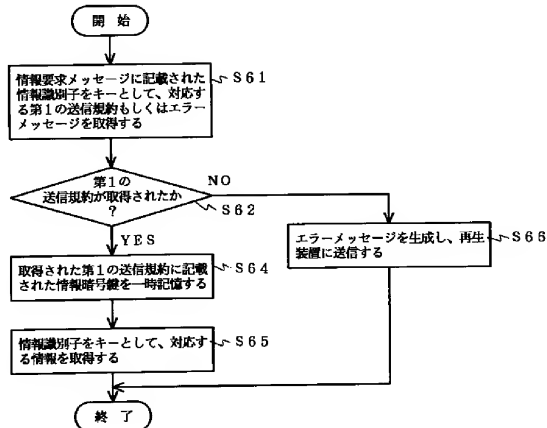 開 始
情報要求メッセージに記載された
情報識別子をキーとして、対応す
る第1の送信規約もしくはエラー
メッセージを取得する
S61
第1の
送信規約が取得されたか
?
NO
S62
YES
エラーメッセージを生成し、再生
装置に送信する
S66
取得された第1の送信規約に記載
された情報暗号鍵を一時記憶する
S64
情報識別子をキーとして、対応す
る情報を取得する
S65
終 了